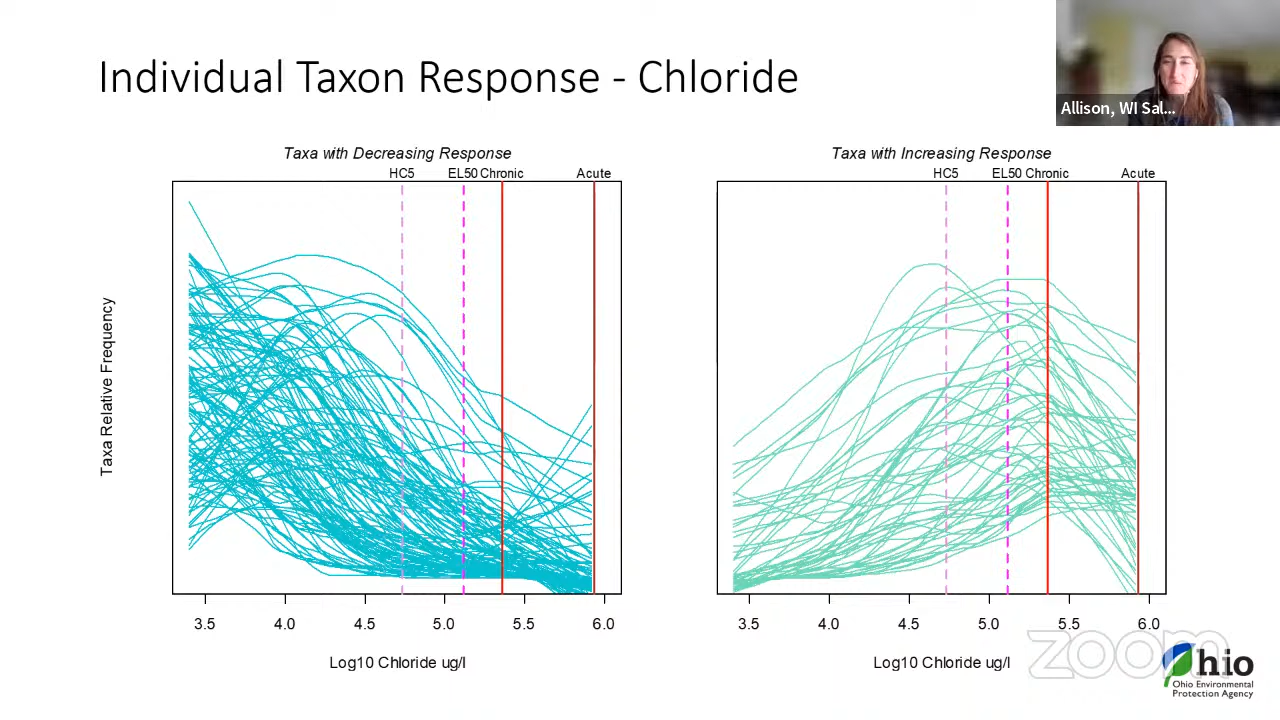 Individual Taxon Response - Chloride
Allison, WI Sal...
Taxa with Decreasing Response
HC5 EL50 Chronic Acute
Taxa Relative Frequency
3.5 4.0 4.5 5.0 5.5 6.0
Log10 Chloride ug/l
Taxa with Increasing Response
HC5 EL50 Chronic Acute
3.5 4.0 4.5 5.0 5.5 6.0
Log10 Chloride ug/l
zoom
Ohio
Ohio Environmental
Protection Agency